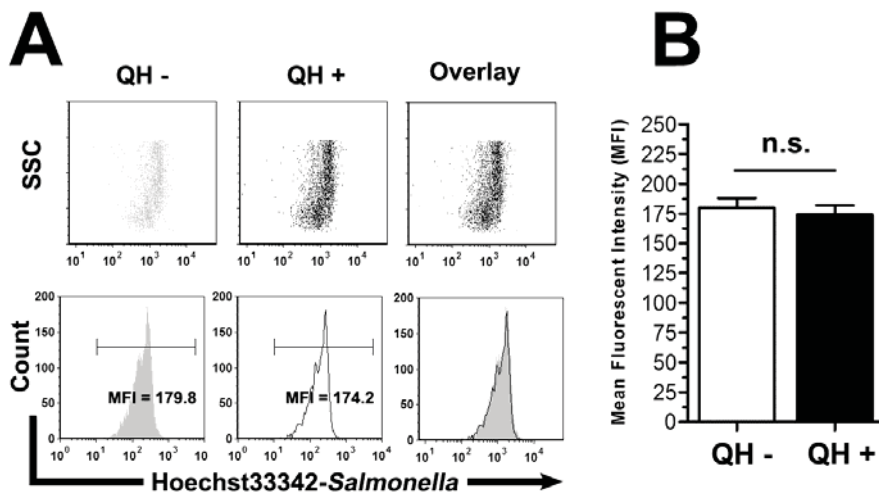 A
B
QH -
QH +
Overlay
SSC
10¹ 10² 10³ 10⁴
10¹ 10² 10³ 10⁴
10¹ 10² 10³ 10⁴
Count
200
150
100
50
0
MFI = 179.8
10⁰ 10¹ 10² 10³ 10
200
150
100
50
0
MFI = 174.2
10⁰ 10¹ 10² 10³ 10
200
150
100
50
0
10¹ 10² 10³ 10⁴
Hoechst33342-Salmonella
Mean Fluorescent Intensity (MFI)
250
225
200
175
150
125
100
75
50
25
0
n.s.
QH -
QH +